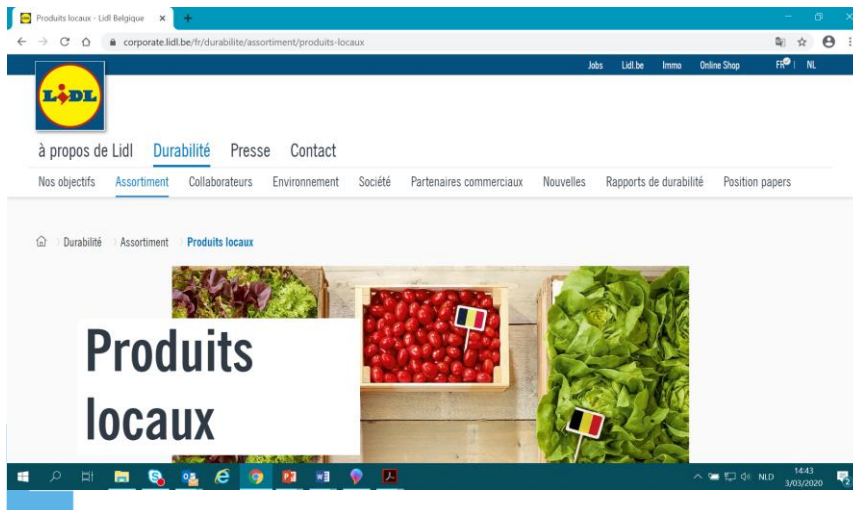 Produits locaux - Lidl Belgique
corporate.lidl.be/fr/durabilite/assortiment/produits-locaux
Jobs Lidl.be Immo Online Shop FR NL
LIDL
à propos de Lidl Durabilité Presse Contact
Nos objectifs Assortiment Collaborateurs Environnement Société Partenaires commerciaux Nouvelles Rapports de durabilité Position papers
Durabilité Assortiment Produits locaux
Produits
locaux
NLD
14:43
3/03/2020